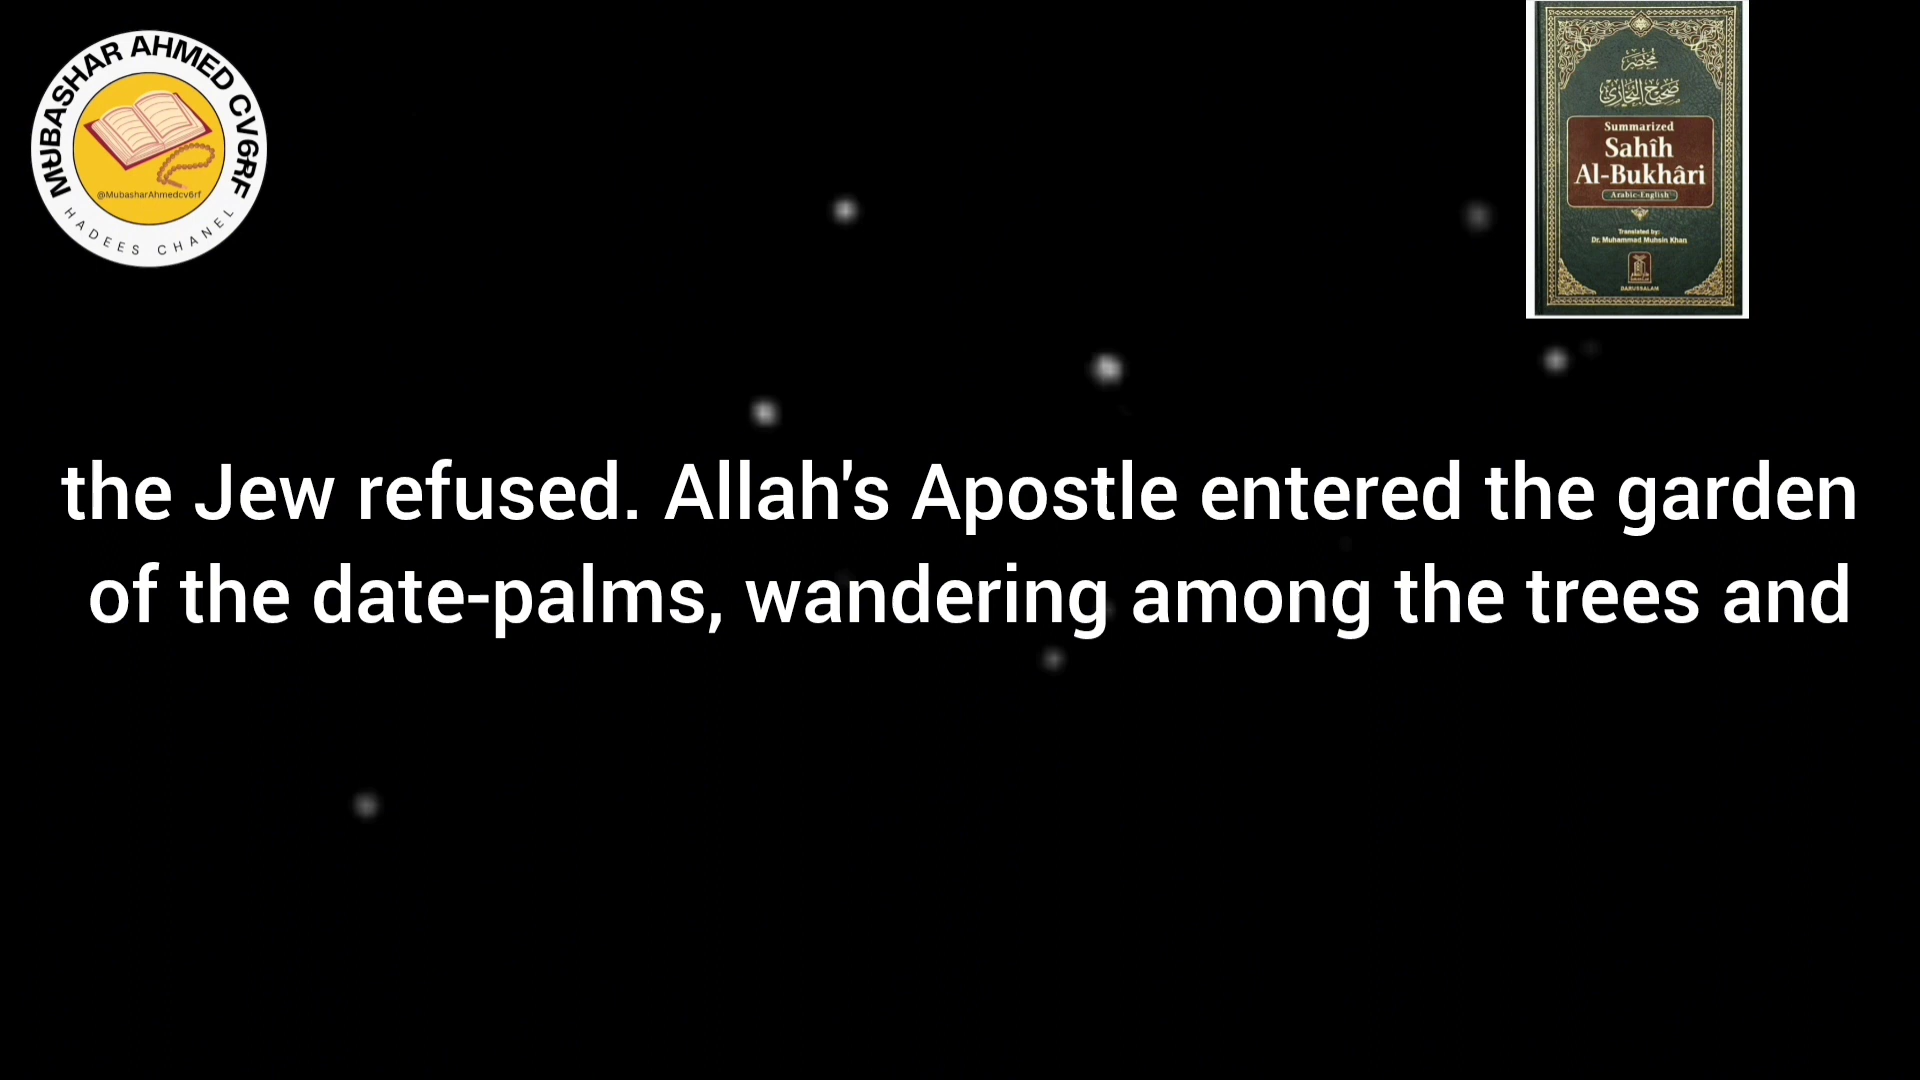 MUBASHAR AHMED CV6RF
@MubasharAhmedcv6rf
HADEES CHANEL
مختصر
صحيح البخاري
Summarized
Sahîh
Al-Bukhâri
Arabic-English
Translated by:
Dr. Muhammad Muhsin Khan
DARUSSALAM
the Jew refused. Allah's Apostle entered the garden
of the date-palms, wandering among the trees and